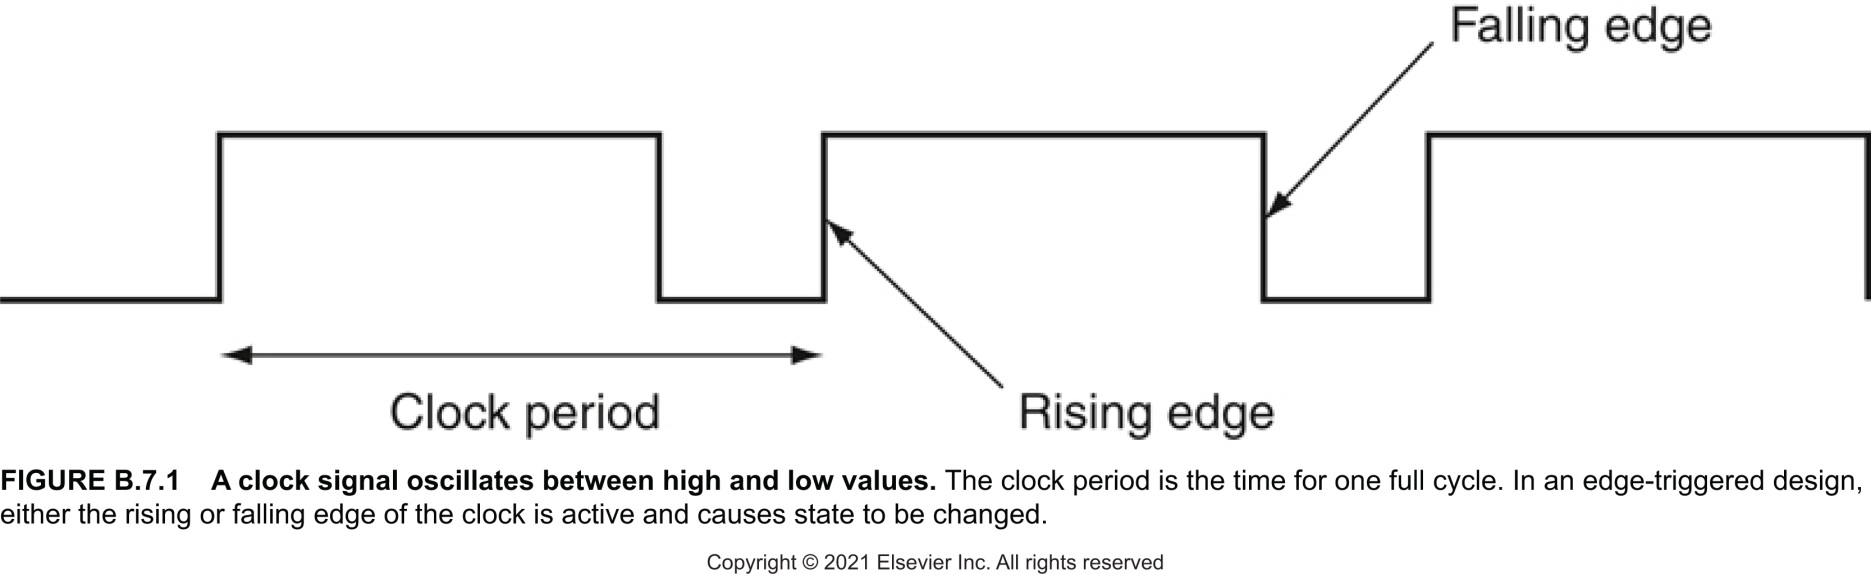 Falling edge
Clock period
Rising edge
FIGURE B.7.1 A clock signal oscillates between high and low values. The clock period is the time for one full cycle. In an edge-triggered design,
either the rising or falling edge of the clock is active and causes state to be changed.
Copyright © 2021 Elsevier Inc. All rights reserved